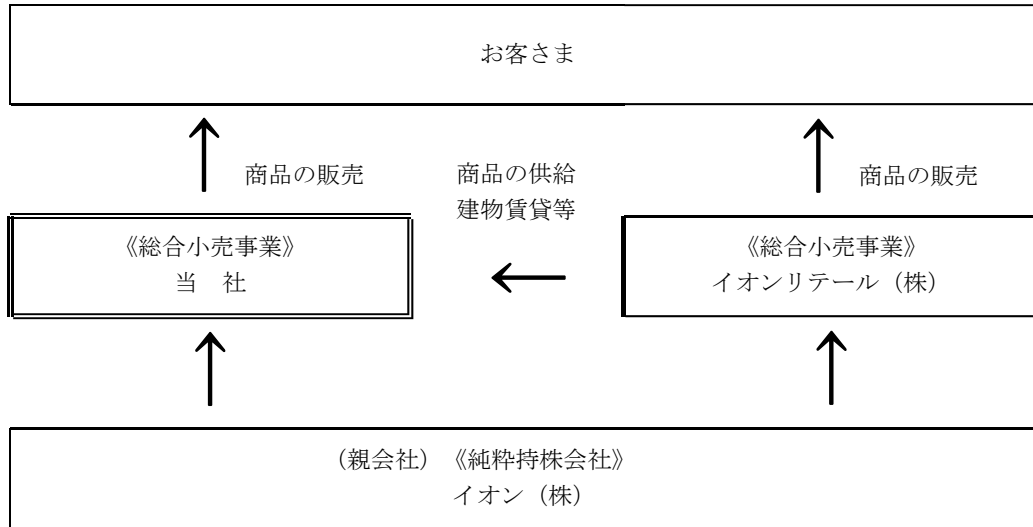 お客さま
商品の販売
商品の供給
建物賃貸等
商品の販売
《総合小売事業》
当　社
《総合小売事業》
イオンリテール（株）
（親会社）《純粋持株会社》
イオン（株）